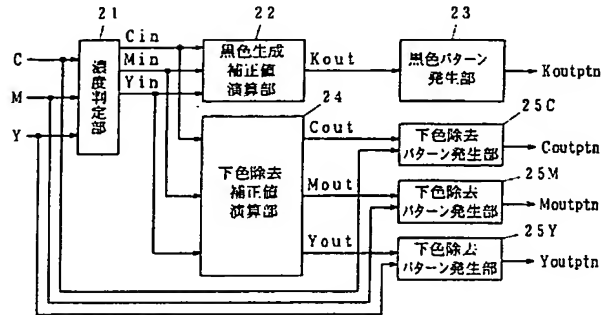 21
22
23
C
M
Y
濃度判定部
Cin
Min
Yin
黒色生成
補正値
演算部
Kout
黒色パターン
発生部
Koutptn
24
下色除去
補正値
演算部
Cout
Mout
Yout
25C
下色除去
パターン発生部
Coutptn
25M
下色除去
パターン発生部
Moutptn
25Y
下色除去
パターン発生部
Youtptn